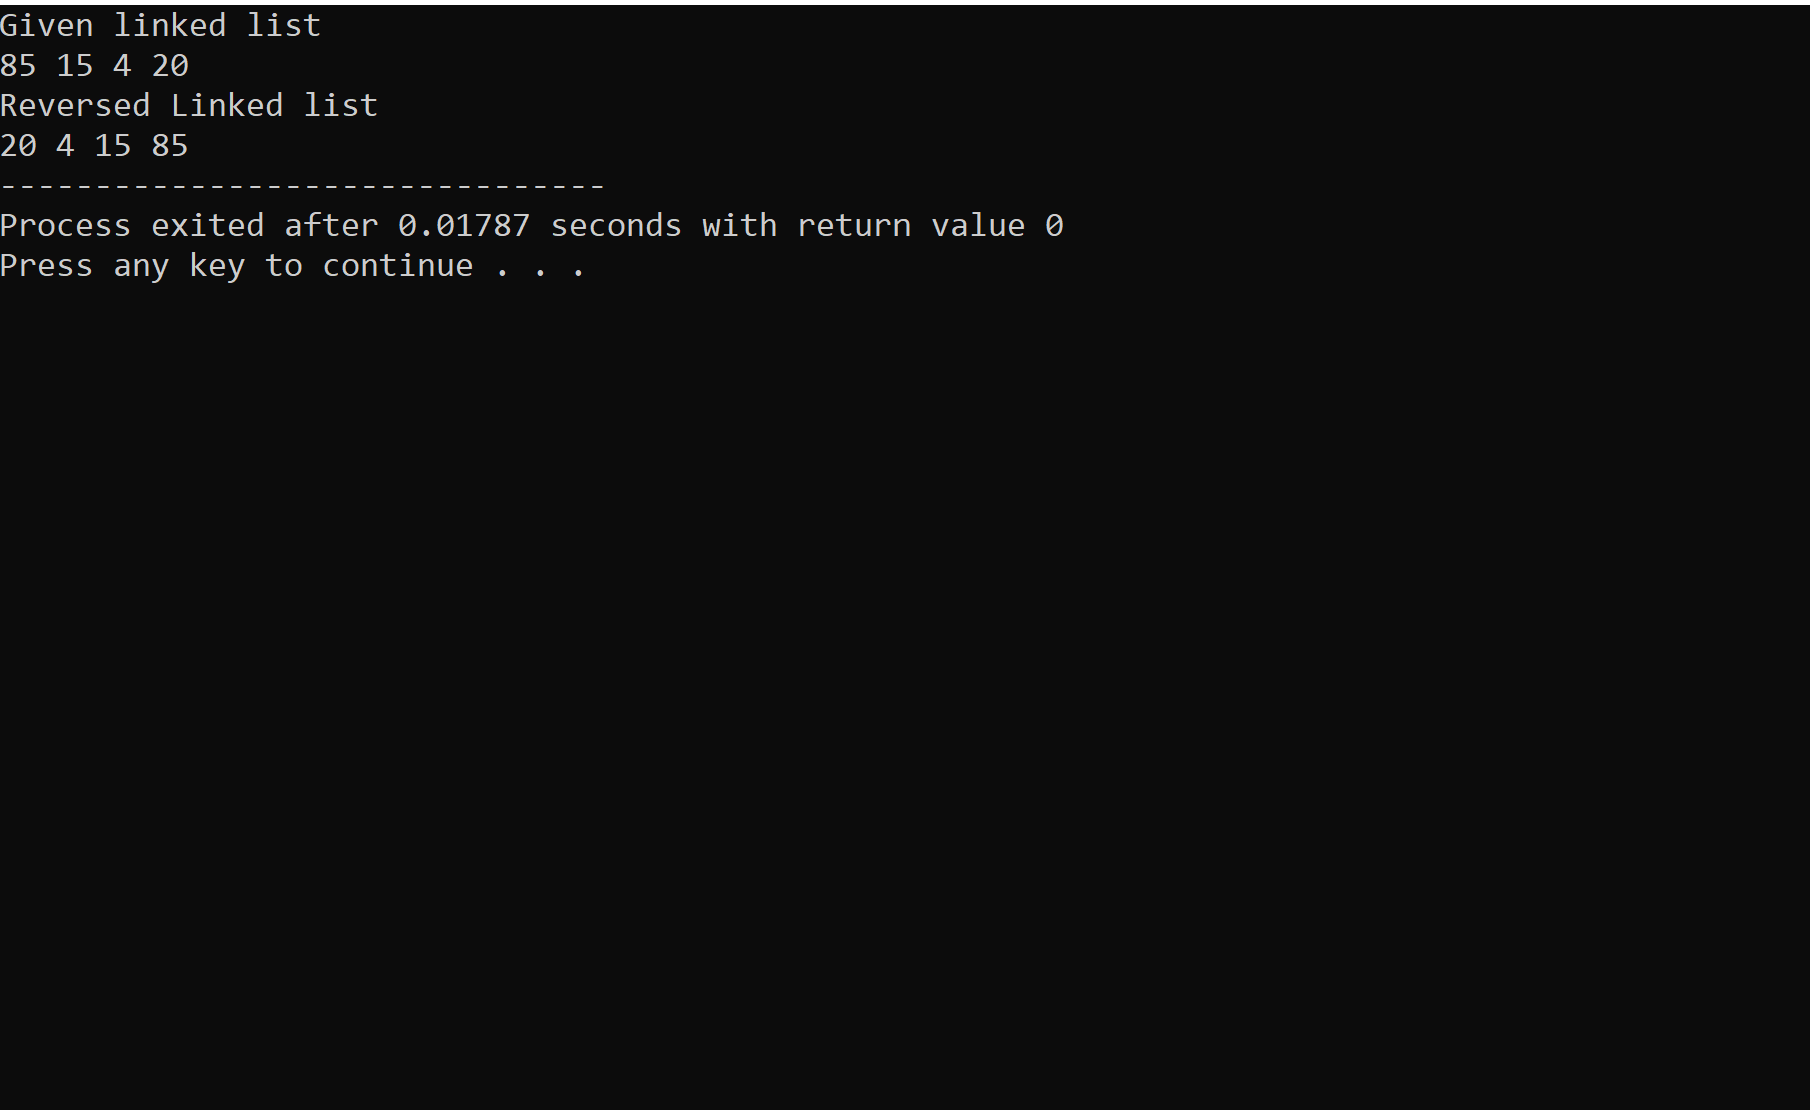 Given linked list
85 15 4 20
Reversed Linked list
20 4 15 85
--------------------------------
Process exited after 0.01787 seconds with return value 0
Press any key to continue . . .